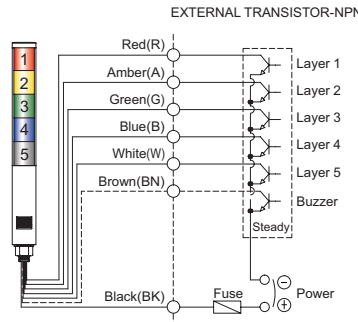 EXTERNAL TRANSISTOR-NPN
Red(R)
Layer 1
Amber(A)
Layer 2
Green(G)
Layer 3
Blue(B)
Layer 4
White(W)
Layer 5
Brown(BN)
Buzzer
Steady
1
2
3
4
5
Black(BK)
Fuse
Power